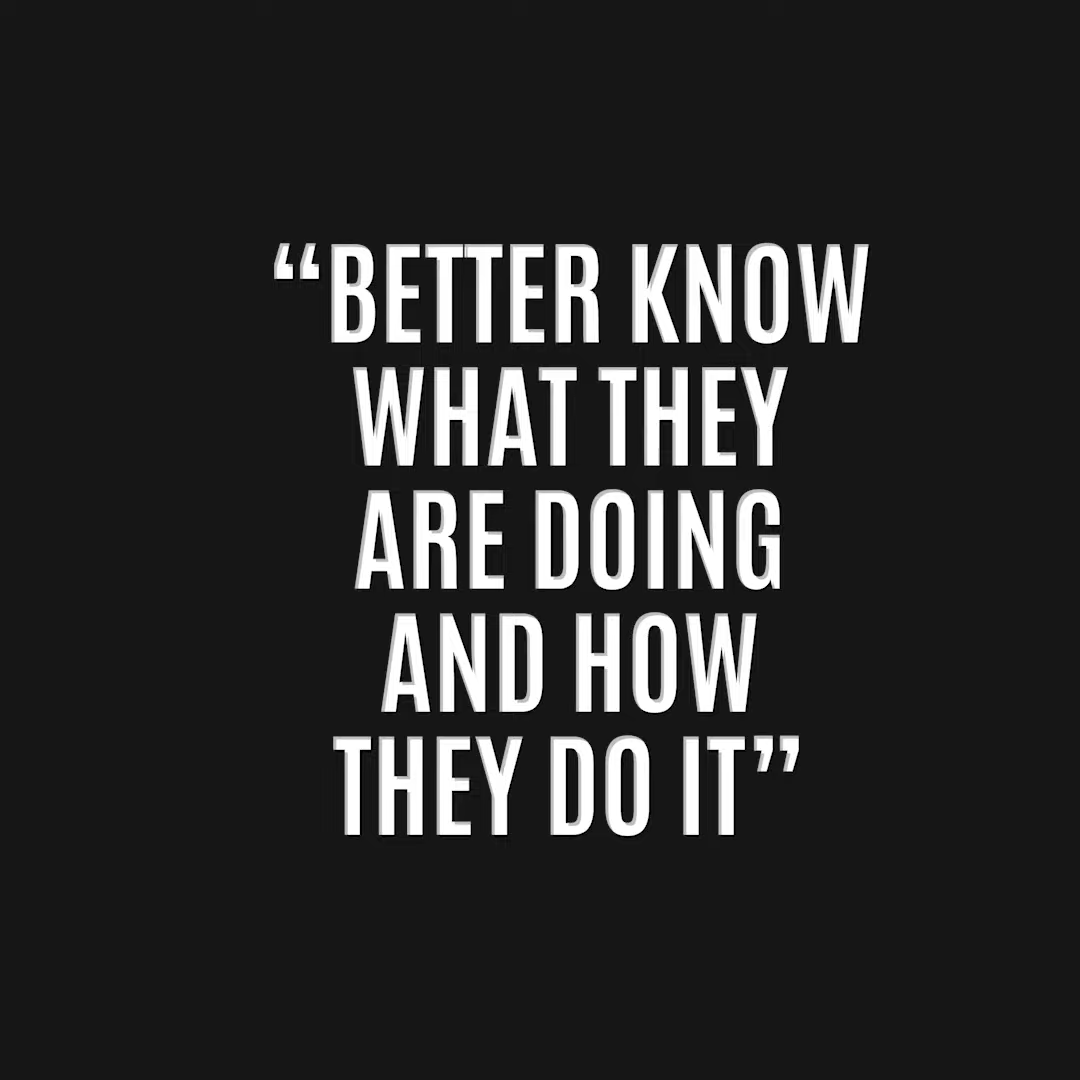 “BETTER KNOW
WHAT THEY
ARE DOING
AND HOW
THEY DO IT”